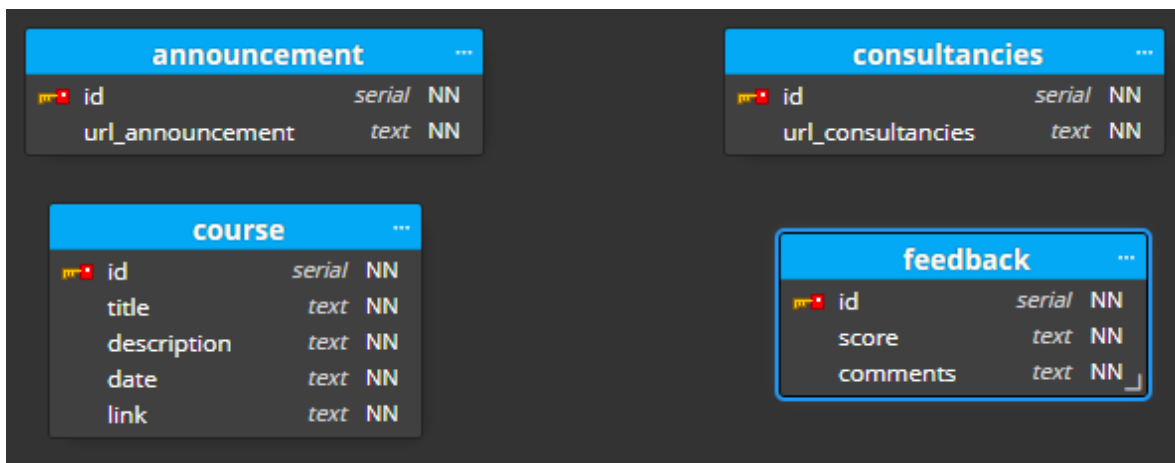 announcement ...
id serial NN
url_announcement text NN
consultancies ...
id serial NN
url_consultancies text NN
course ...
id serial NN
title text NN
description text NN
date text NN
link text NN
feedback ...
id serial NN
score text NN
comments text NN